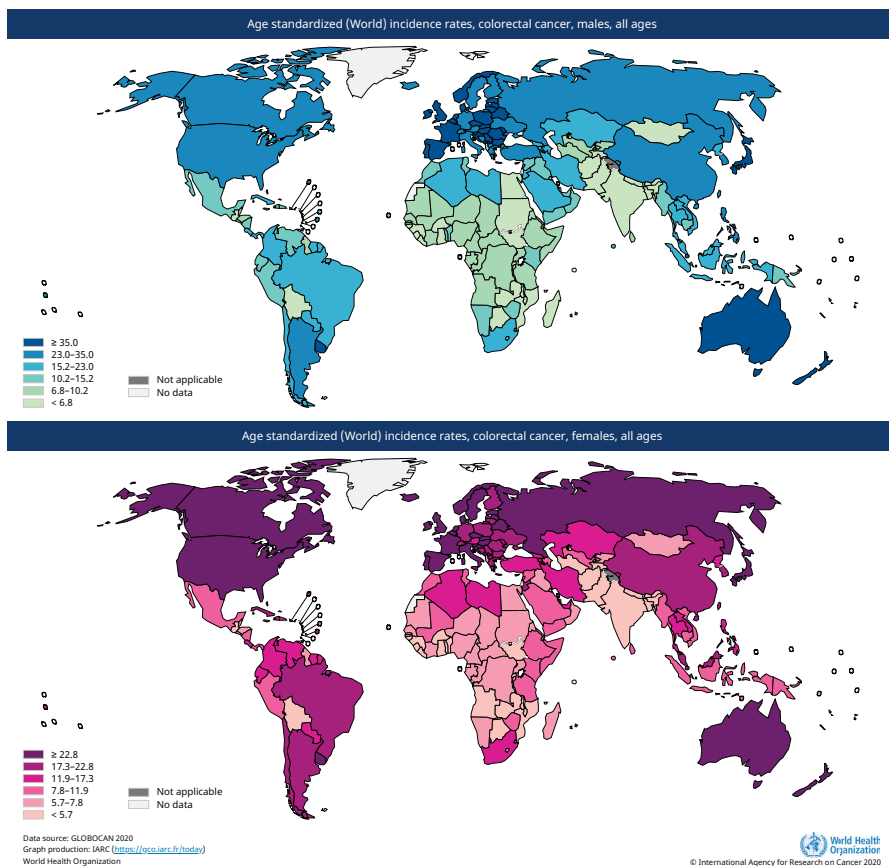 Age standardized (World) incidence rates, colorectal cancer, males, all ages
≥ 35.0
23.0–35.0
15.2–23.0
10.2–15.2
6.8–10.2
< 6.8
Not applicable
No data
Age standardized (World) incidence rates, colorectal cancer, females, all ages
≥ 22.8
17.3–22.8
11.9–17.3
7.8–11.9
5.7–7.8
< 5.7
Not applicable
No data
Data source: GLOBOCAN 2020
Graph production: IARC (https://gco.iarc.fr/today)
World Health Organization
World Health
Organization
© International Agency for Research on Cancer 2020